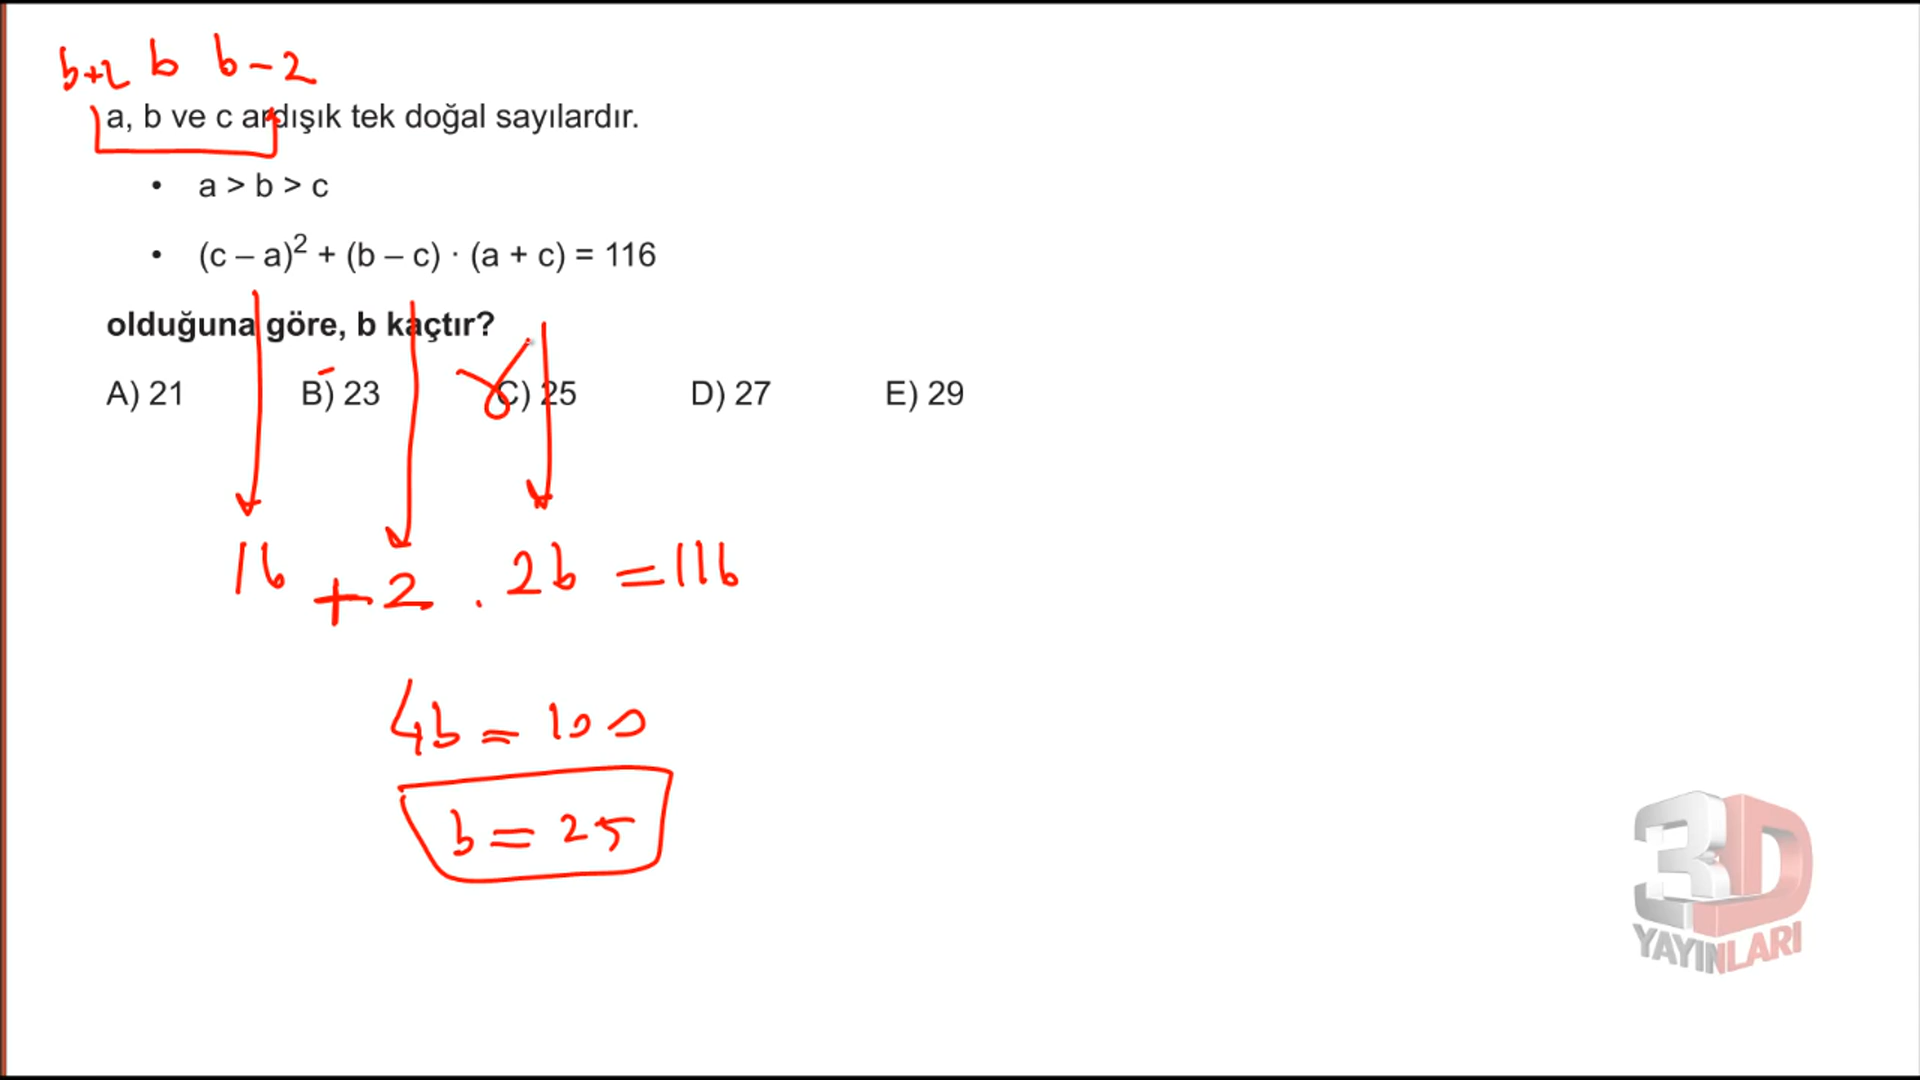 b+2 b b-2
a, b ve c ardışık tek doğal sayılardır.
• a > b > c
• (c – a)² + (b – c) · (a + c) = 116
olduğuna göre, b kaçtır?
A) 21 B) 23 C) 25 D) 27 E) 29
16 + 2 . 2b = 116
4b = 100
b = 25
3D
YAYINLARI